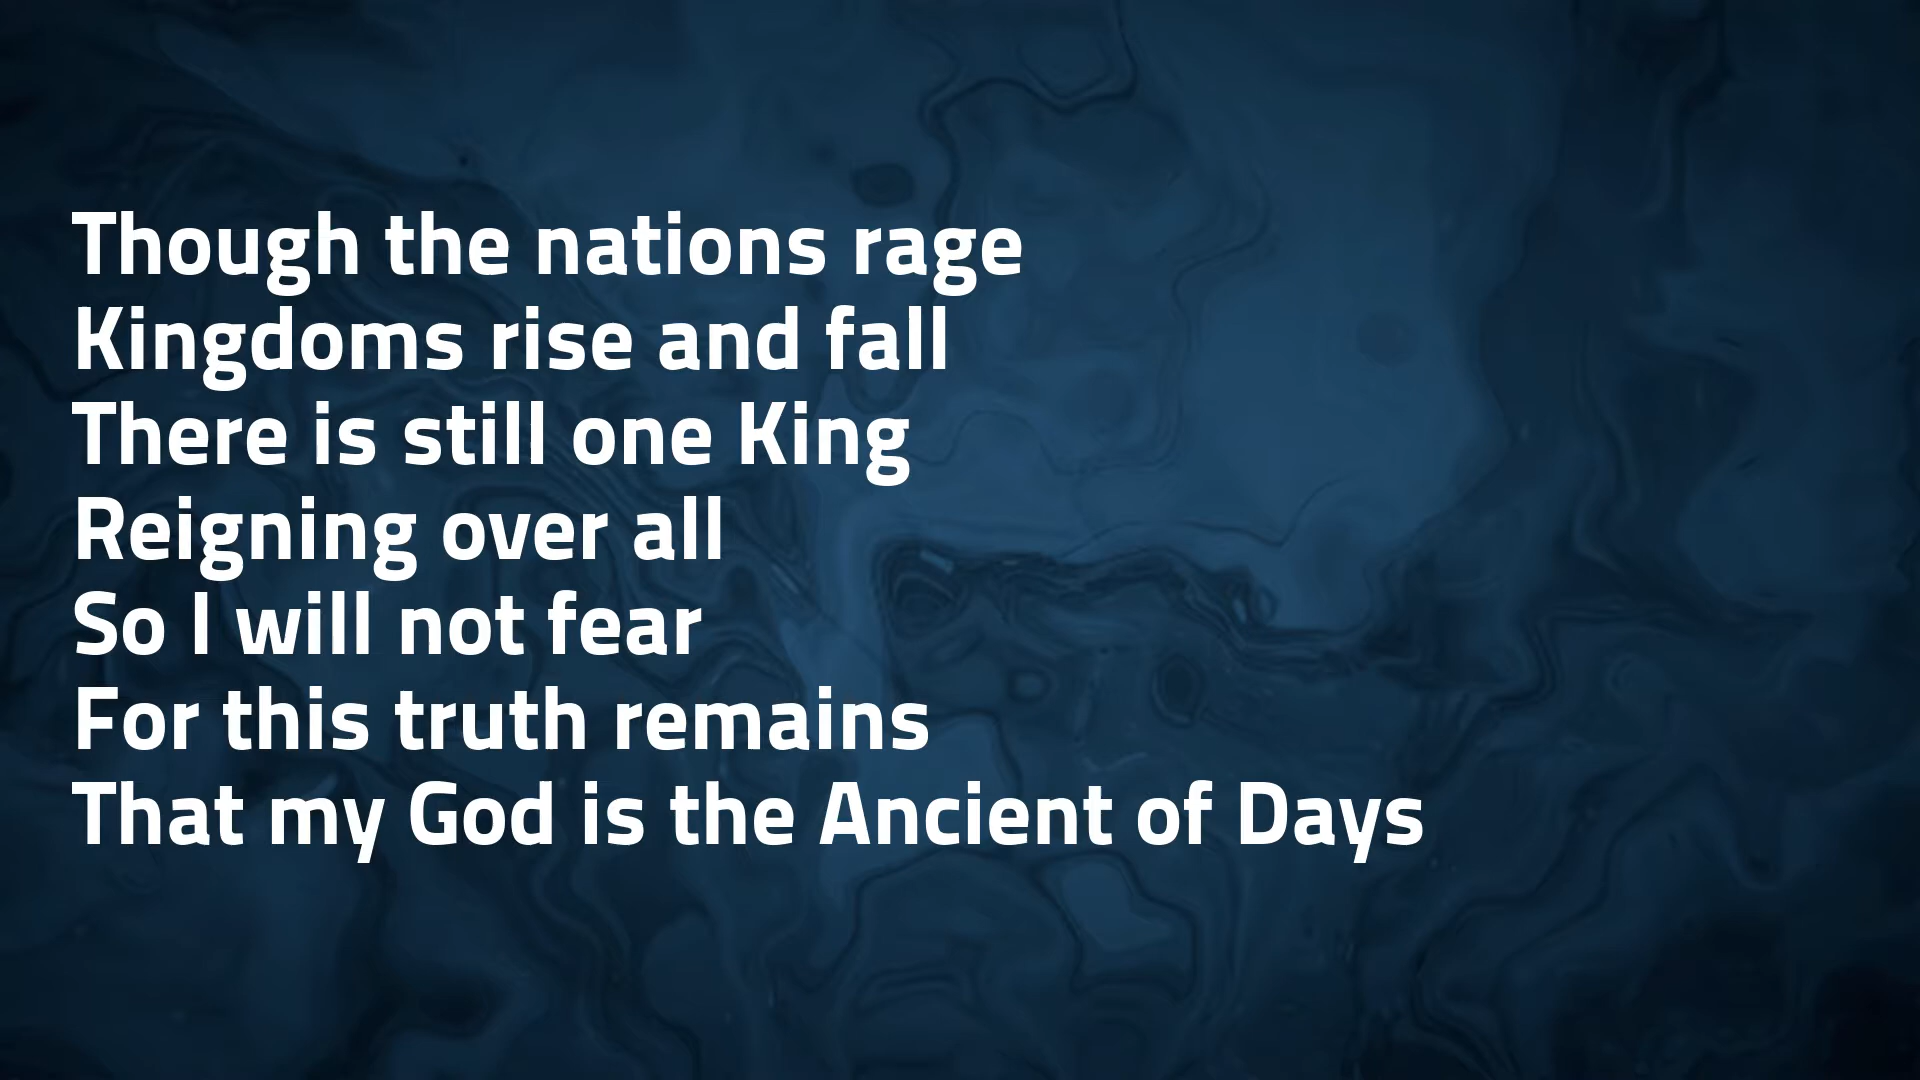 Though the nations rage
Kingdoms rise and fall
There is still one King
Reigning over all
So I will not fear
For this truth remains
That my God is the Ancient of Days